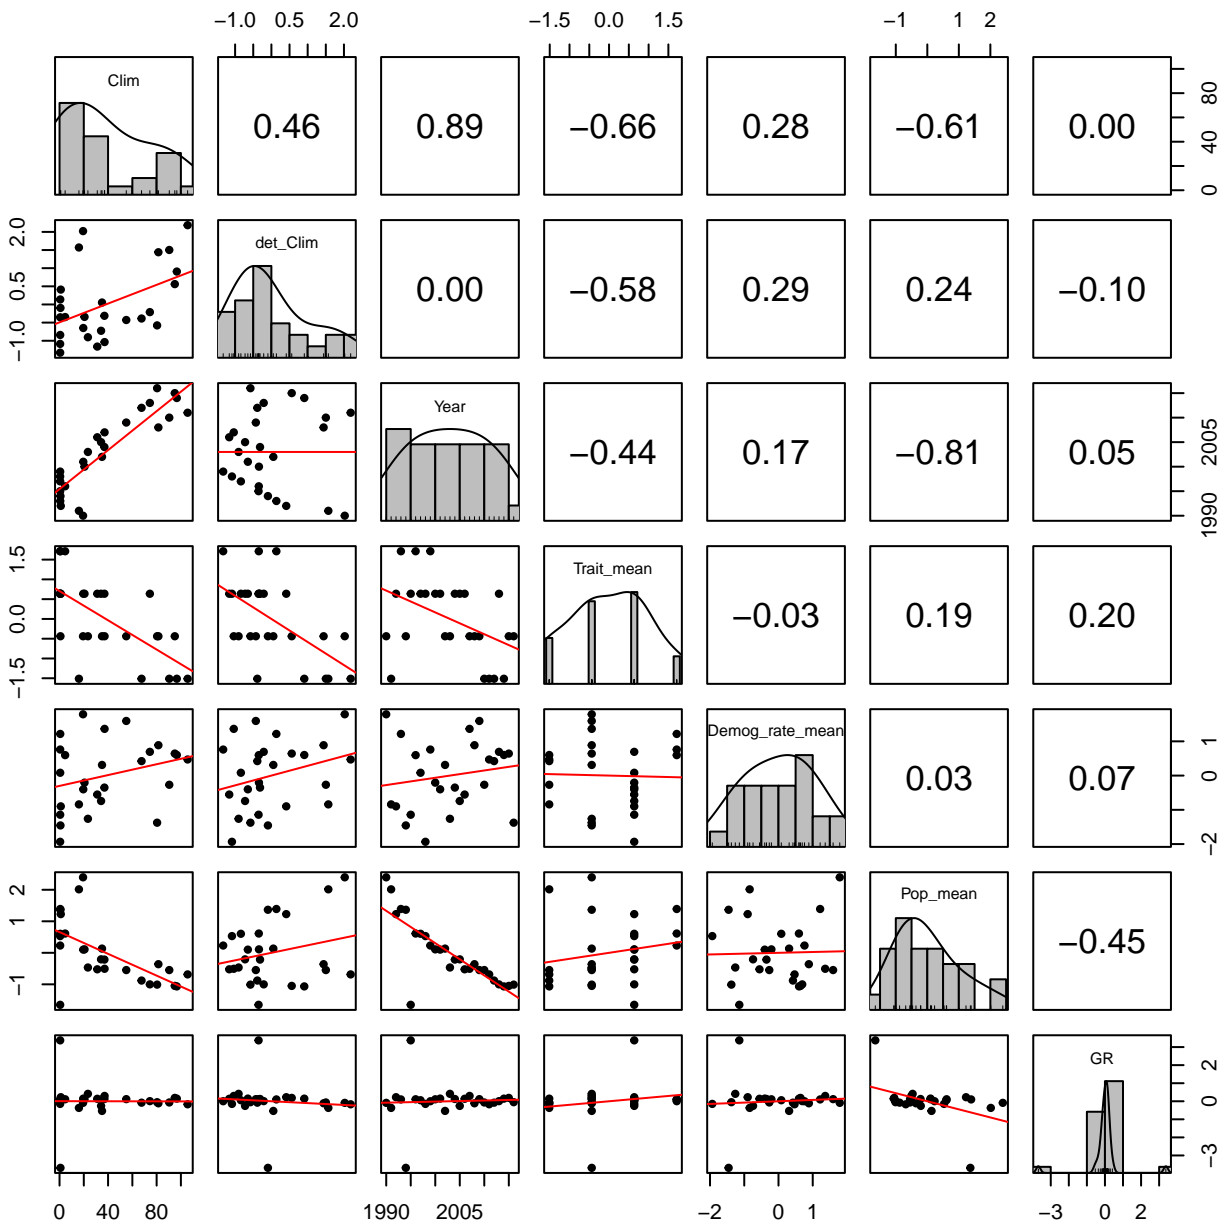 −1.0 0.5 2.0 −1.5 0.0 1.5 −1 1 2
Clim 0.46 0.89 −0.66 0.28 −0.61 0.00 0 40 80
−1.0 0.5 2.0 det_Clim 0.00 −0.58 0.29 0.24 −0.10
Year −0.44 0.17 −0.81 0.05 1990 2005
−1.5 0.0 1.5 Trait_mean −0.03 0.19 0.20
Demog_rate_mean 0.03 0.07 −2 0 1
−1 1 2 Pop_mean −0.45
GR −3 0 2
0 40 80 1990 2005 −2 0 1 −3 0 2